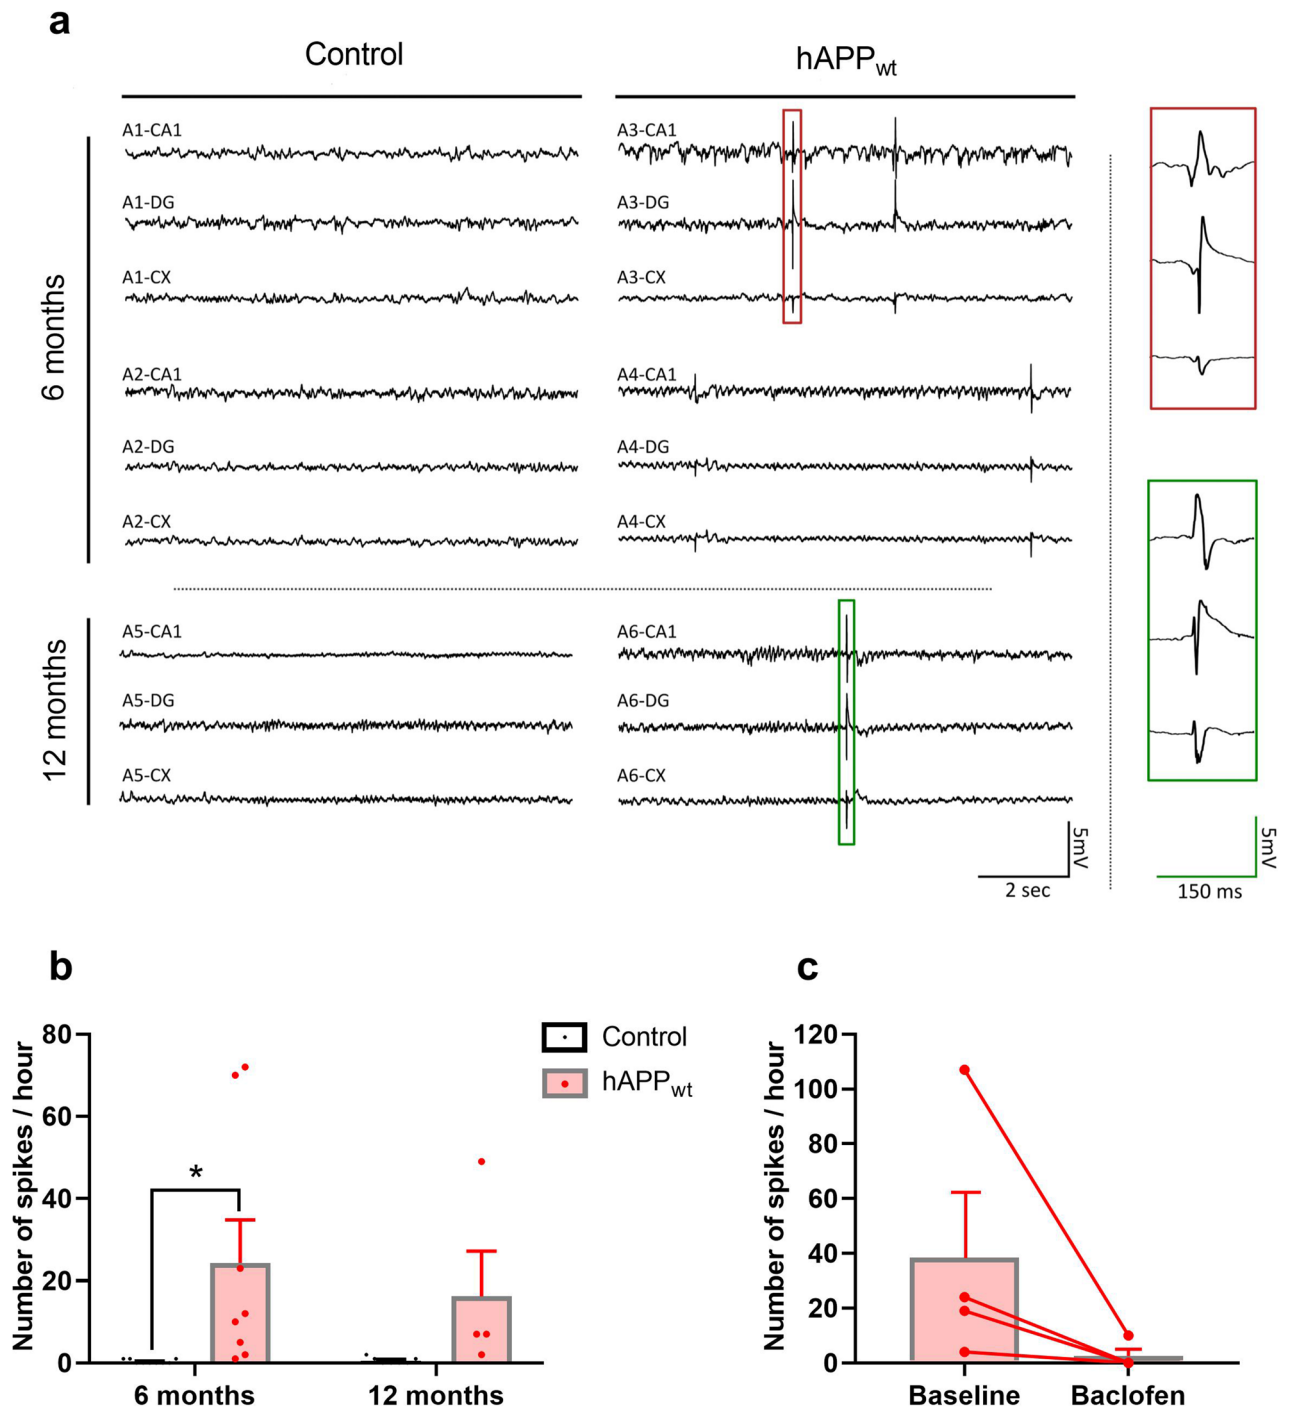 a
Control
hAPPwt
6 months
A1-CA1
A3-CA1
A1-DG
A3-DG
A1-CX
A3-CX
A2-CA1
A4-CA1
A2-DG
A4-DG
A2-CX
A4-CX
12 months
A5-CA1
A6-CA1
A5-DG
A6-DG
A5-CX
A6-CX
5mV
2 sec
5mV
150 ms
b
Number of spikes / hour
80
60
40
20
0
*
6 months
12 months
Control
hAPPwt
c
Number of spikes / hour
120
100
80
60
40
20
0
Baseline
Baclofen